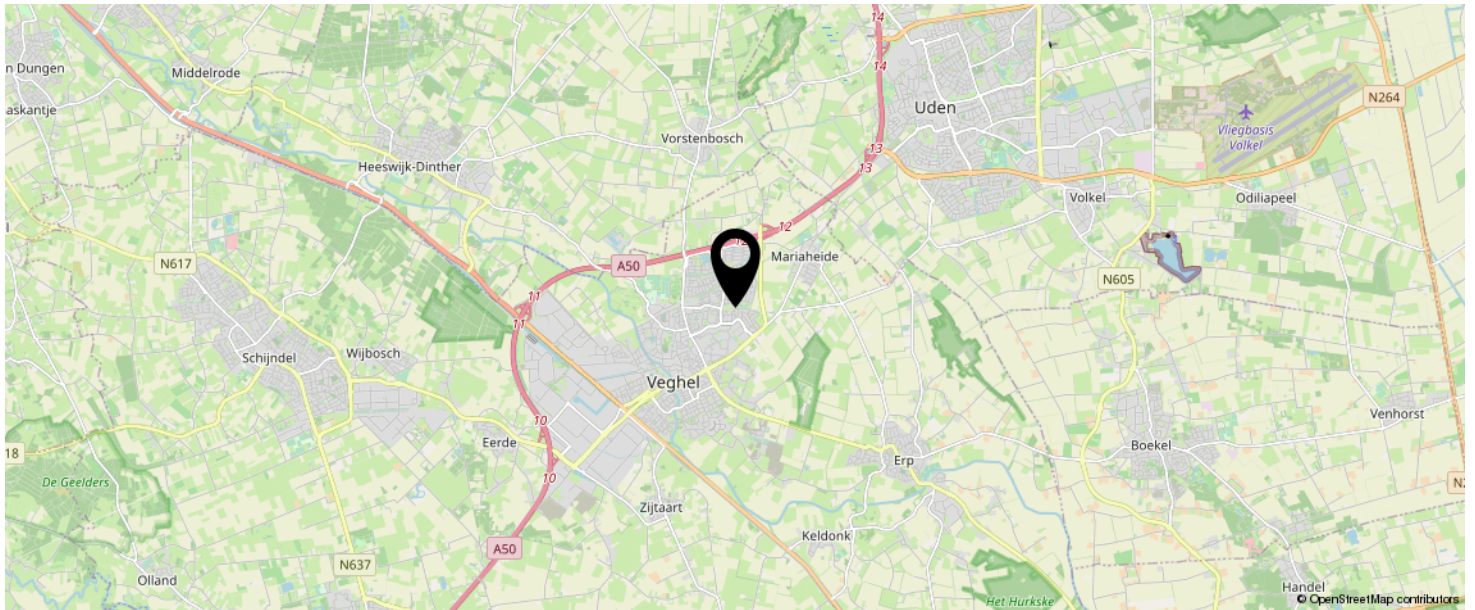 14
14
n Dungen
Middelrode
Uden
N264
askantje
Vorstenbosch
Vliegbasis
Volkel
13
13
Heeswijk-Dinther
Volkel
Odiliapeel
12
12
Mariaheide
N617
A50
N605
11
11
Schijndel
Wijbosch
Veghel
10
Venhorst
Eerde
Boekel
18
Erp
De Geelders
10
N2
Zijtaart
Keldonk
A50
N637
Olland
Handel
Het Hurkske
© OpenStreetMap contributors